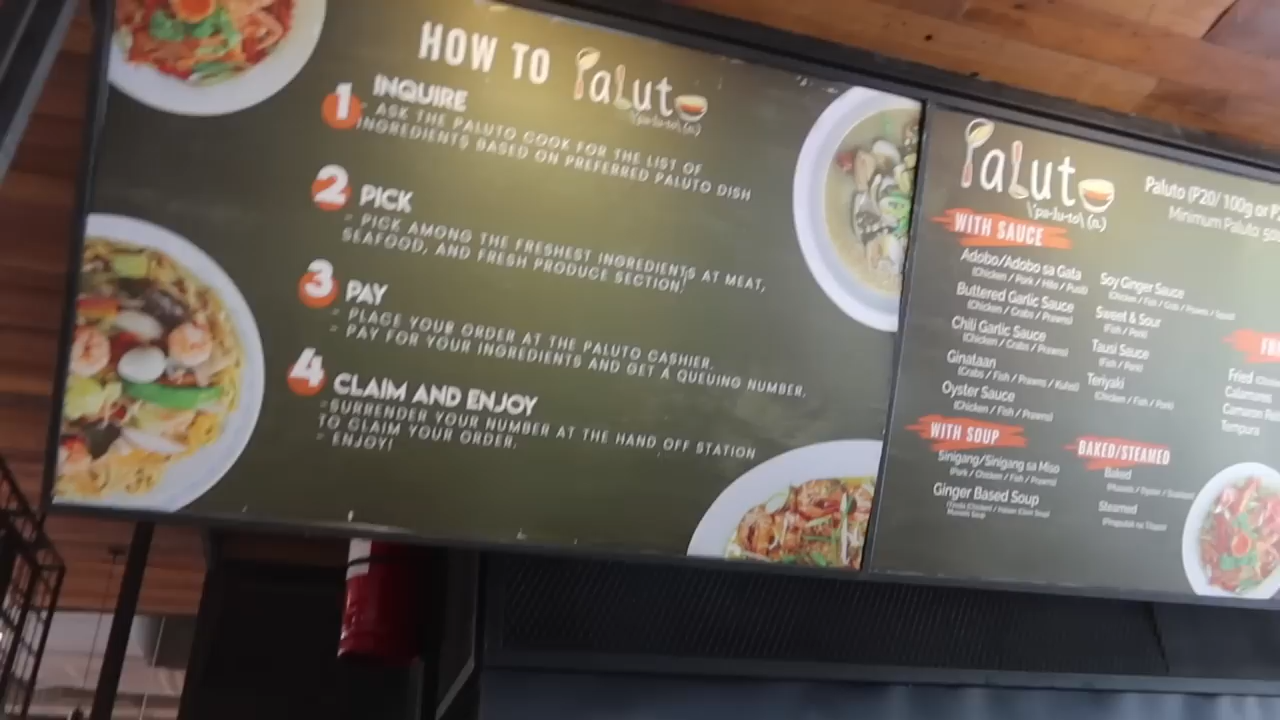 HOW TO Paluto
\'pa-lu-to\ (n.)
1 INQUIRE
- ASK THE PALUTO COOK FOR THE LIST OF
INGREDIENTS BASED ON PREFERRED PALUTO DISH
2 PICK
- PICK AMONG THE FRESHEST INGREDIENTS AT MEAT,
SEAFOOD, AND FRESH PRODUCE SECTION.
3 PAY
- PLACE YOUR ORDER AT THE PALUTO CASHIER.
- PAY FOR YOUR INGREDIENTS AND GET A QUEUING NUMBER.
4 CLAIM AND ENJOY
-SURRENDER YOUR NUMBER AT THE HAND OFF STATION
TO CLAIM YOUR ORDER.
- ENJOY!
Paluto
\'pa-lu-to\ (n.)
Paluto (P20/ 100g or
Minimum Paluto
WITH SAUCE
Adobo/Adobo sa Gata
(Chicken / Pork / Hito / Pusit)
Buttered Garlic Sauce
(Chicken / Crabs / Prawns)
Chili Garlic Sauce
(Chicken / Crabs / Prawns)
Ginataan
(Crabs / Fish / Prawns / Kuhol)
Oyster Sauce
(Chicken / Fish / Prawns)
Soy Ginger Sauce
(Chicken / Fish / Crab / Prawns / Squid)
Sweet & Sour
(Fish / Pork)
Tausi Sauce
(Fish / Pork)
Teriyaki
(Chicken / Fish / Pork)
WITH SOUP
Sinigang/Sinigang sa Miso
(Pork / Chicken / Fish / Prawns)
Ginger Based Soup
BAKED/STEAMED
Baked
Steamed
Fried
Calamares
Camaron
Tempura